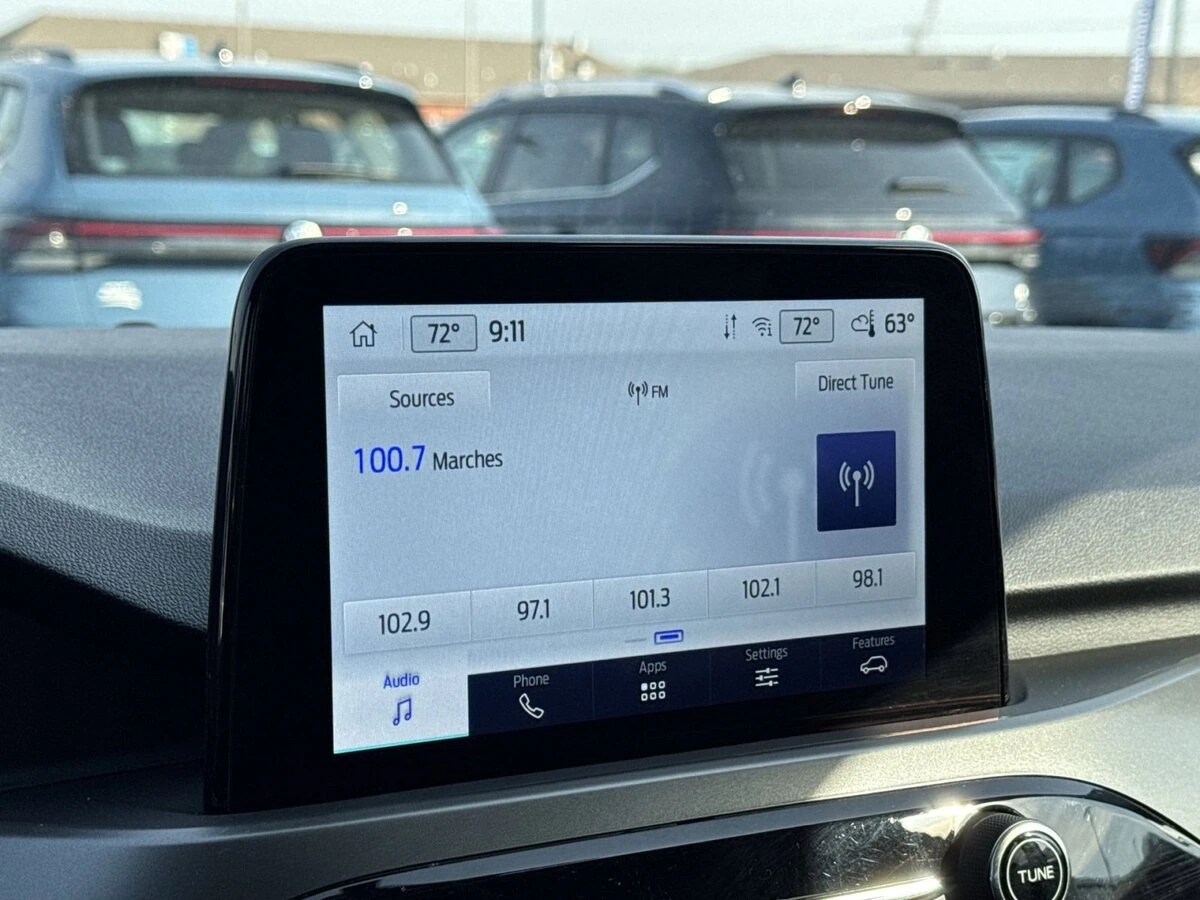 72° 9:11 72° 63°
Sources FM Direct Tune
100.7 Marches
102.9 97.1 101.3 102.1 98.1
Audio Phone Apps Settings Features
TUNE